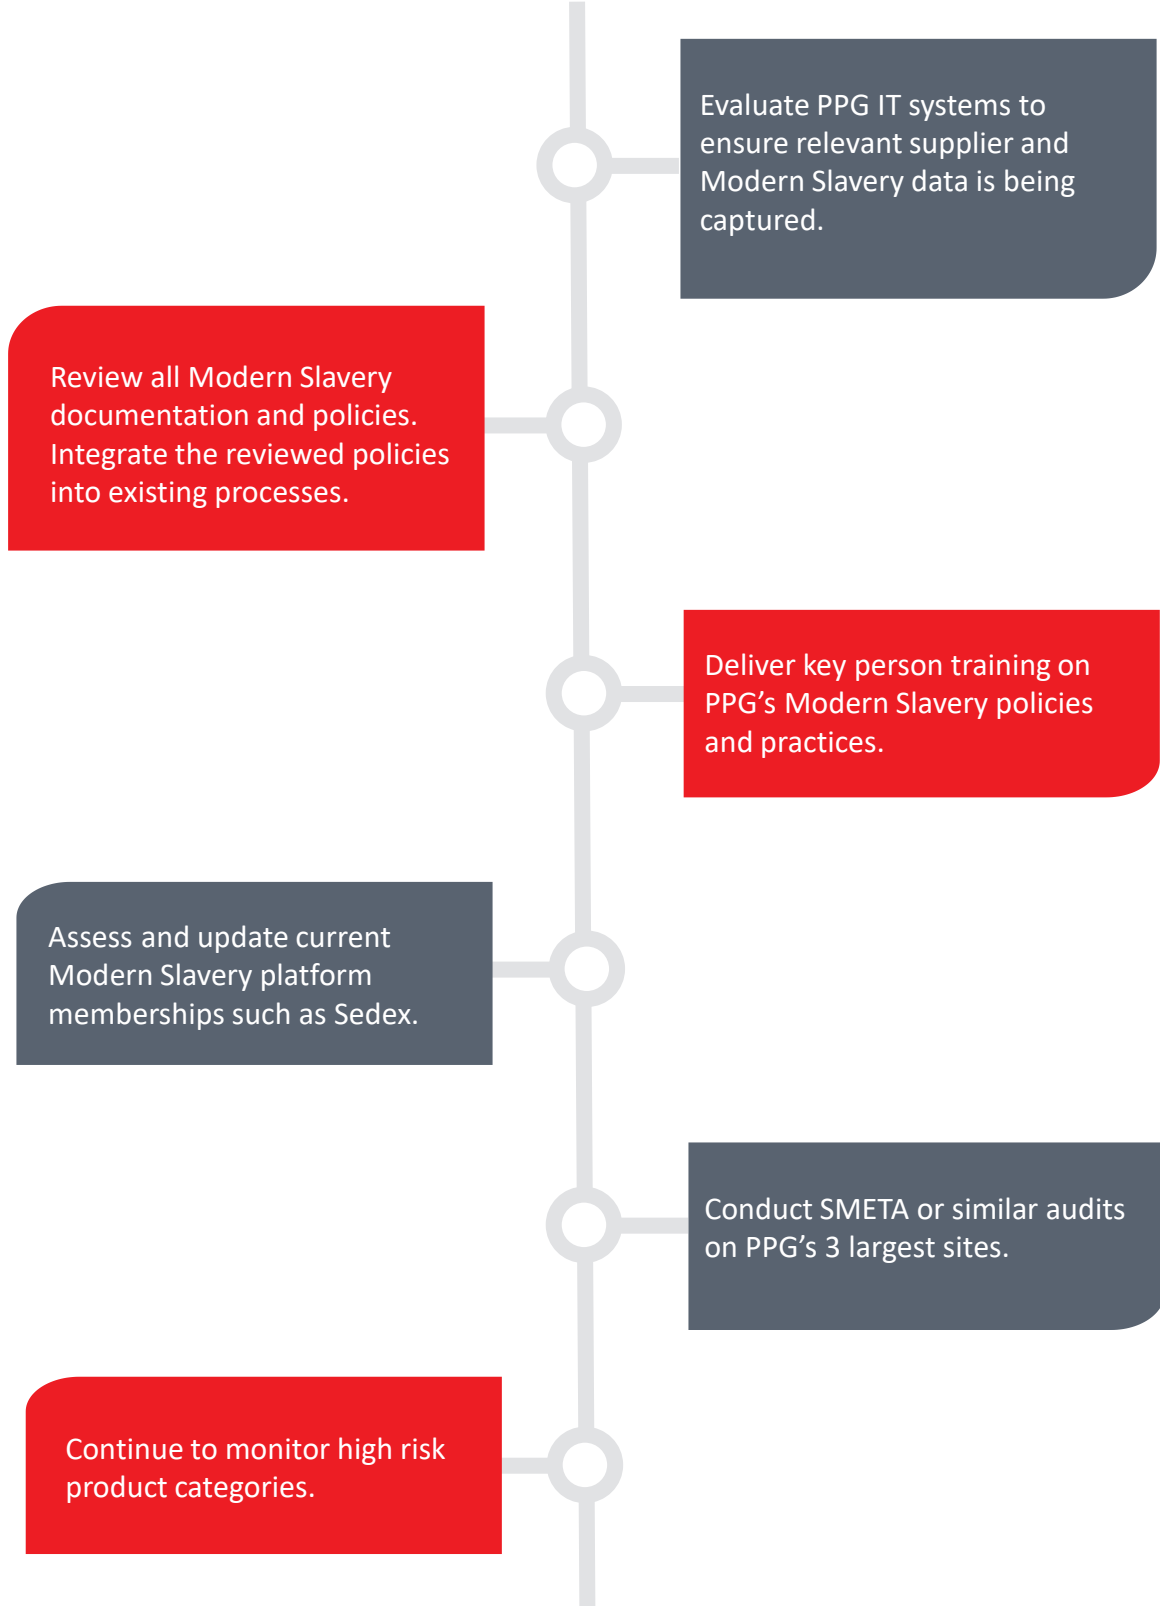 Evaluate PPG IT systems to
ensure relevant supplier and
Modern Slavery data is being
captured.
Review all Modern Slavery
documentation and policies.
Integrate the reviewed policies
into existing processes.
Deliver key person training on
PPG’s Modern Slavery policies
and practices.
Assess and update current
Modern Slavery platform
memberships such as Sedex.
Conduct SMETA or similar audits
on PPG’s 3 largest sites.
Continue to monitor high risk
product categories.